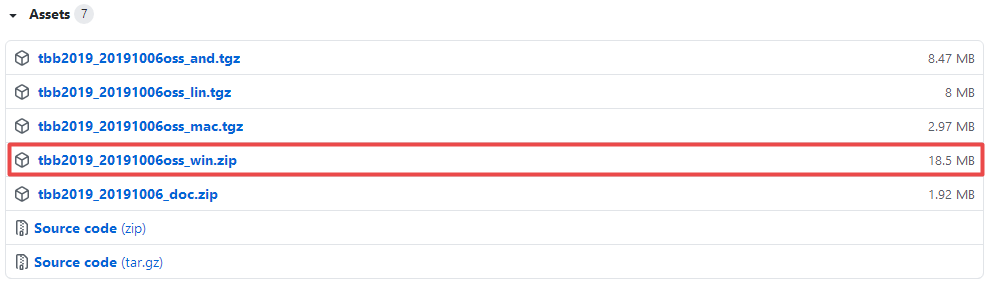 Assets 7
tbb2019_20191006oss_and.tgz 8.47 MB
tbb2019_20191006oss_lin.tgz 8 MB
tbb2019_20191006oss_mac.tgz 2.97 MB
tbb2019_20191006oss_win.zip 18.5 MB
tbb2019_20191006_doc.zip 1.92 MB
Source code (zip)
Source code (tar.gz)